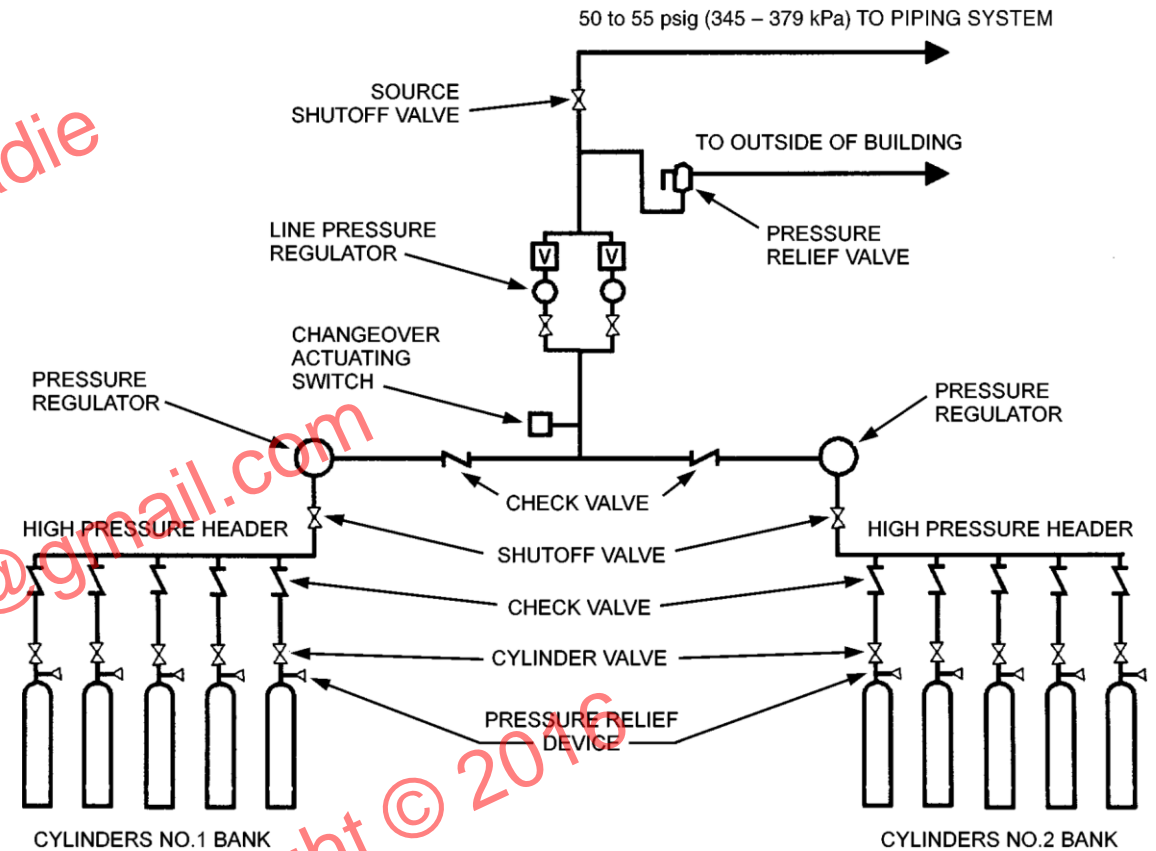 50 to 55 psig (345 – 379 kPa) TO PIPING SYSTEM
SOURCE
SHUTOFF VALVE
TO OUTSIDE OF BUILDING
LINE PRESSURE
REGULATOR
PRESSURE
RELIEF VALVE
V
V
CHANGEOVER
ACTUATING
SWITCH
PRESSURE
REGULATOR
PRESSURE
REGULATOR
CHECK VALVE
HIGH PRESSURE HEADER
HIGH PRESSURE HEADER
SHUTOFF VALVE
CHECK VALVE
CYLINDER VALVE
PRESSURE RELIEF
DEVICE
CYLINDERS NO.1 BANK
CYLINDERS NO.2 BANK
die
@gmail.com
ht © 2016